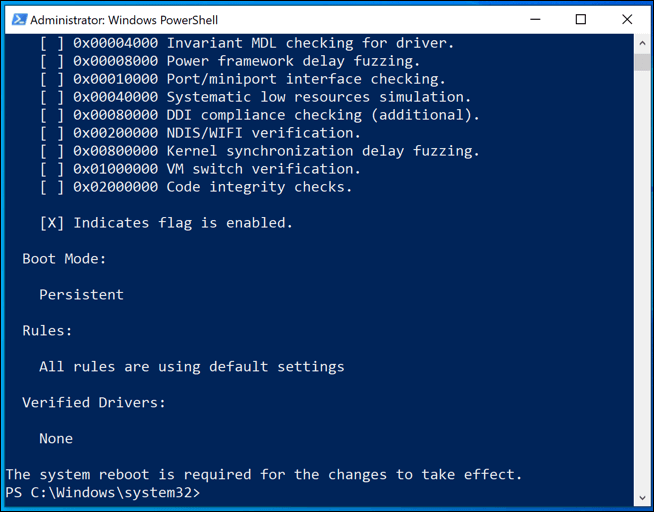 Administrator: Windows PowerShell
[ ] 0x00004000 Invariant MDL checking for driver.
[ ] 0x00008000 Power framework delay fuzzing.
[ ] 0x00010000 Port/miniport interface checking.
[ ] 0x00040000 Systematic low resources simulation.
[ ] 0x00080000 DDI compliance checking (additional).
[ ] 0x00200000 NDIS/WIFI verification.
[ ] 0x00800000 Kernel synchronization delay fuzzing.
[ ] 0x01000000 VM switch verification.
[ ] 0x02000000 Code integrity checks.
[X] Indicates flag is enabled.
Boot Mode:
Persistent
Rules:
All rules are using default settings
Verified Drivers:
None
The system reboot is required for the changes to take effect.
PS C:\Windows\system32>